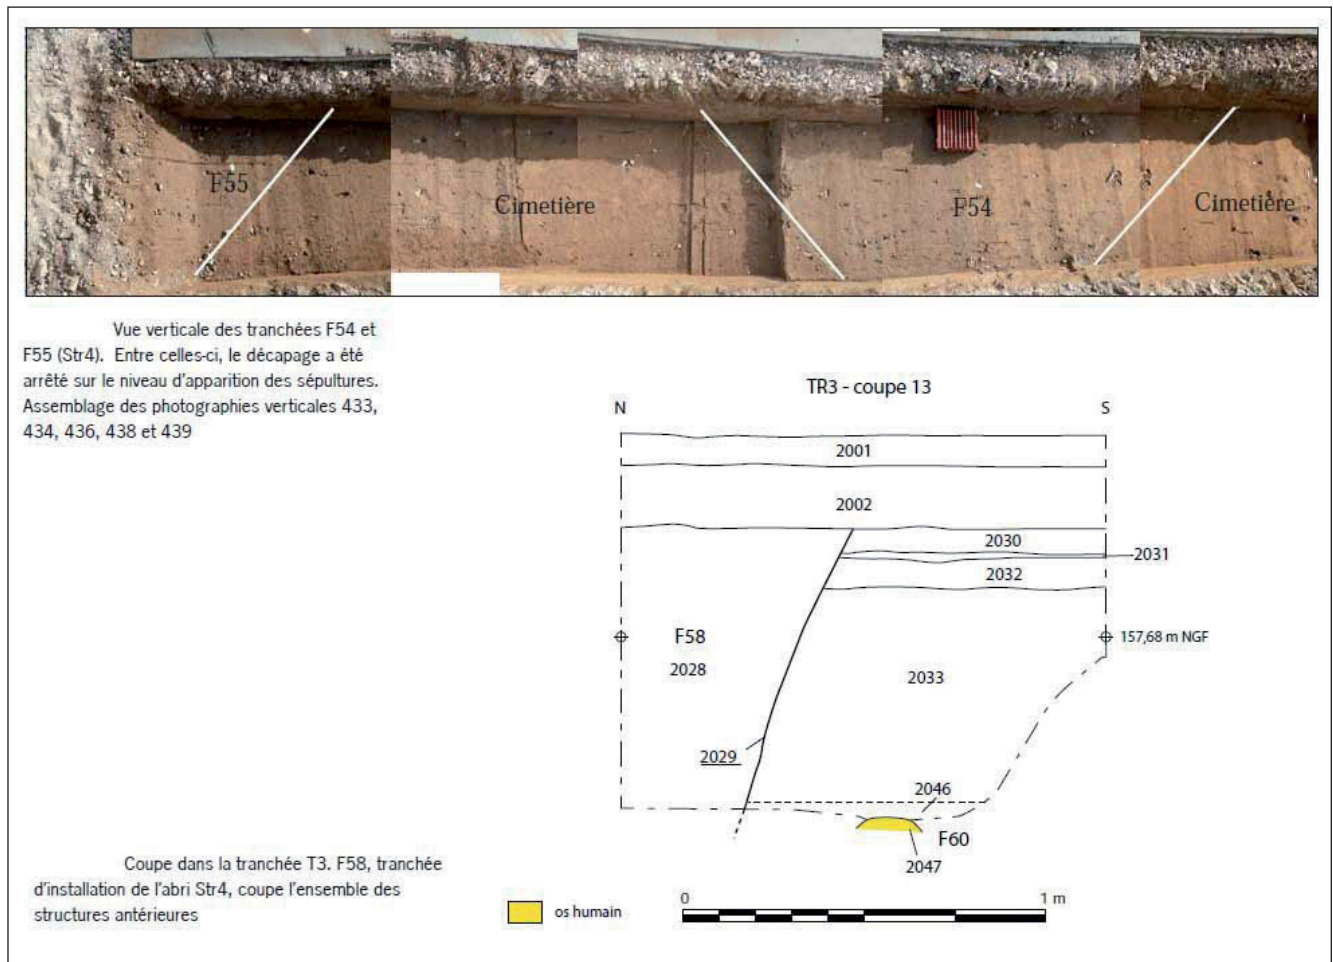 F55
Cimetière
F54
Cimetière
Vue verticale des tranchées F54 et
F55 (Str4). Entre celles-ci, le décapage a été
arrêté sur le niveau d'apparition des sépultures.
Assemblage des photographies verticales 433,
434, 436, 438 et 439
TR3 - coupe 13
N
S
2001
2002
2030
2031
2032
F58
157,68 m NGF
2028
2033
2029
2046
F60
2047
Coupe dans la tranchée T3. F58, tranchée
d'installation de l'abri Str4, coupe l'ensemble des
structures antérieures
os humain
0
1 m